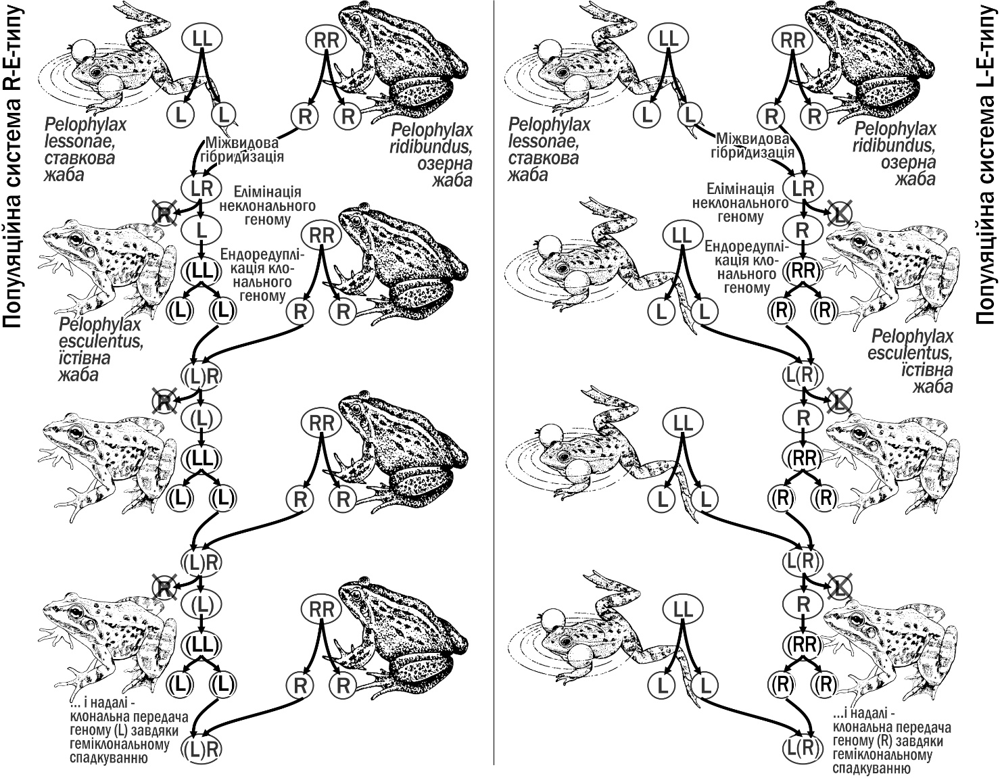 Популяційна система R-E-типу
LL
RR
L
L
R
R
Pelophylax
lessonae,
ставкова
жаба
Pelophylax
ridibundus,
озерна
жаба
Міжвидова
гібридизація
LR
R
Елімінація
неклонального
геному
L
RR
(LL)
Ендоредуплі-
кація кло-
нального
геному
(L)
(L)
R
R
Pelophylax
esculentus,
їстівна
жаба
(L)R
R
(L)
RR
(LL)
(L)
(L)
R
R
(L)R
R
(L)
RR
(LL)
(L)
(L)
R
R
... і надалі -
клональна передача
геному (L) завдяки
геміклональному
спадкуванню
(L)R
Популяційна система L-E-типу
LL
RR
L
L
R
R
Pelophylax
lessonae,
ставкова
жаба
Pelophylax
ridibundus,
озерна
жаба
Міжвидова
гібридизація
LR
L
Елімінація
неклонального
геному
R
LL
(RR)
Ендоредуплі-
кація кло-
нального
геному
L
L
(R)
(R)
Pelophylax
esculentus,
їстівна
жаба
L(R)
L
R
LL
(RR)
L
L
(R)
(R)
L(R)
L
R
LL
(RR)
L
L
(R)
(R)
...і надалі -
клональна передача
геному (R) завдяки
геміклональному
спадкуванню
L(R)